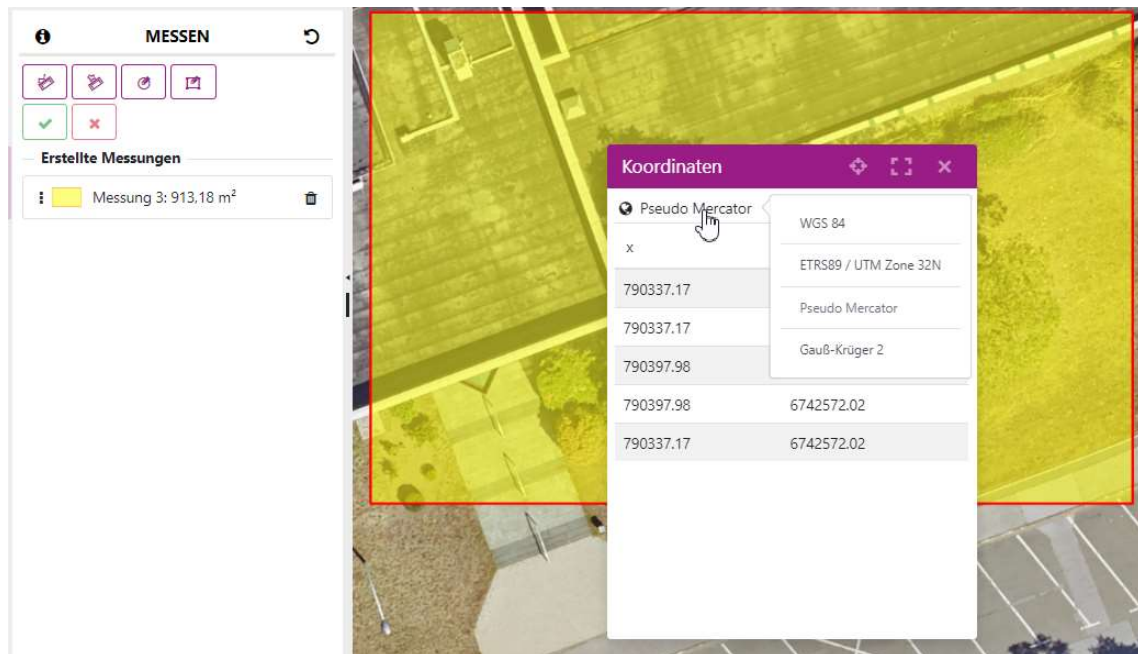 MESSEN
Erstellte Messungen
Messung 3: 913,18 m²
Koordinaten
Pseudo Mercator
WGS 84
ETRS89 / UTM Zone 32N
Pseudo Mercator
Gauß-Krüger 2
x
790337.17
790337.17
790397.98
790397.98 6742572.02
790337.17 6742572.02